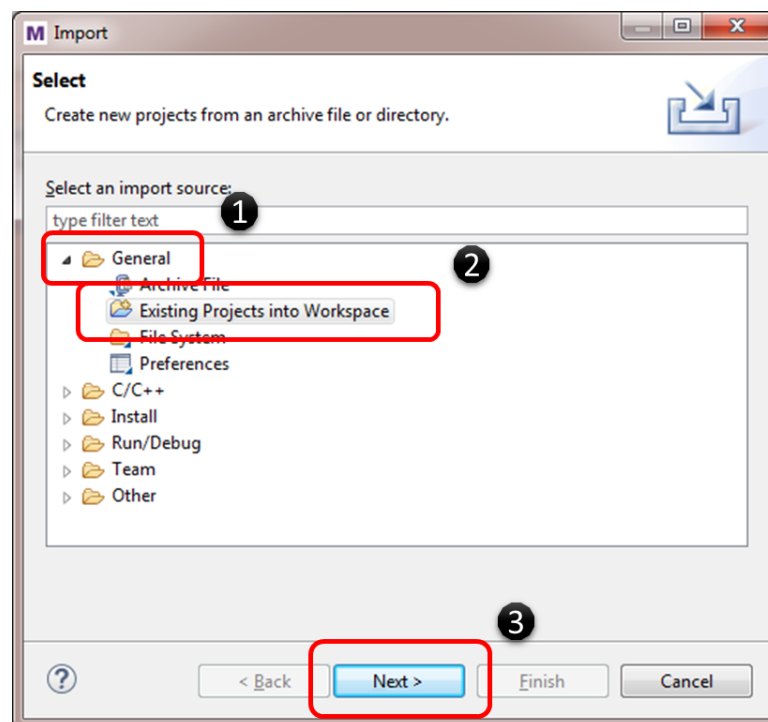 M Import
Select
Create new projects from an archive file or directory.
Select an import source:
1
type filter text
2
General
Archive File
Existing Projects into Workspace
File System
Preferences
C/C++
Install
Run/Debug
Team
Other
3
?
< Back Next > Finish Cancel